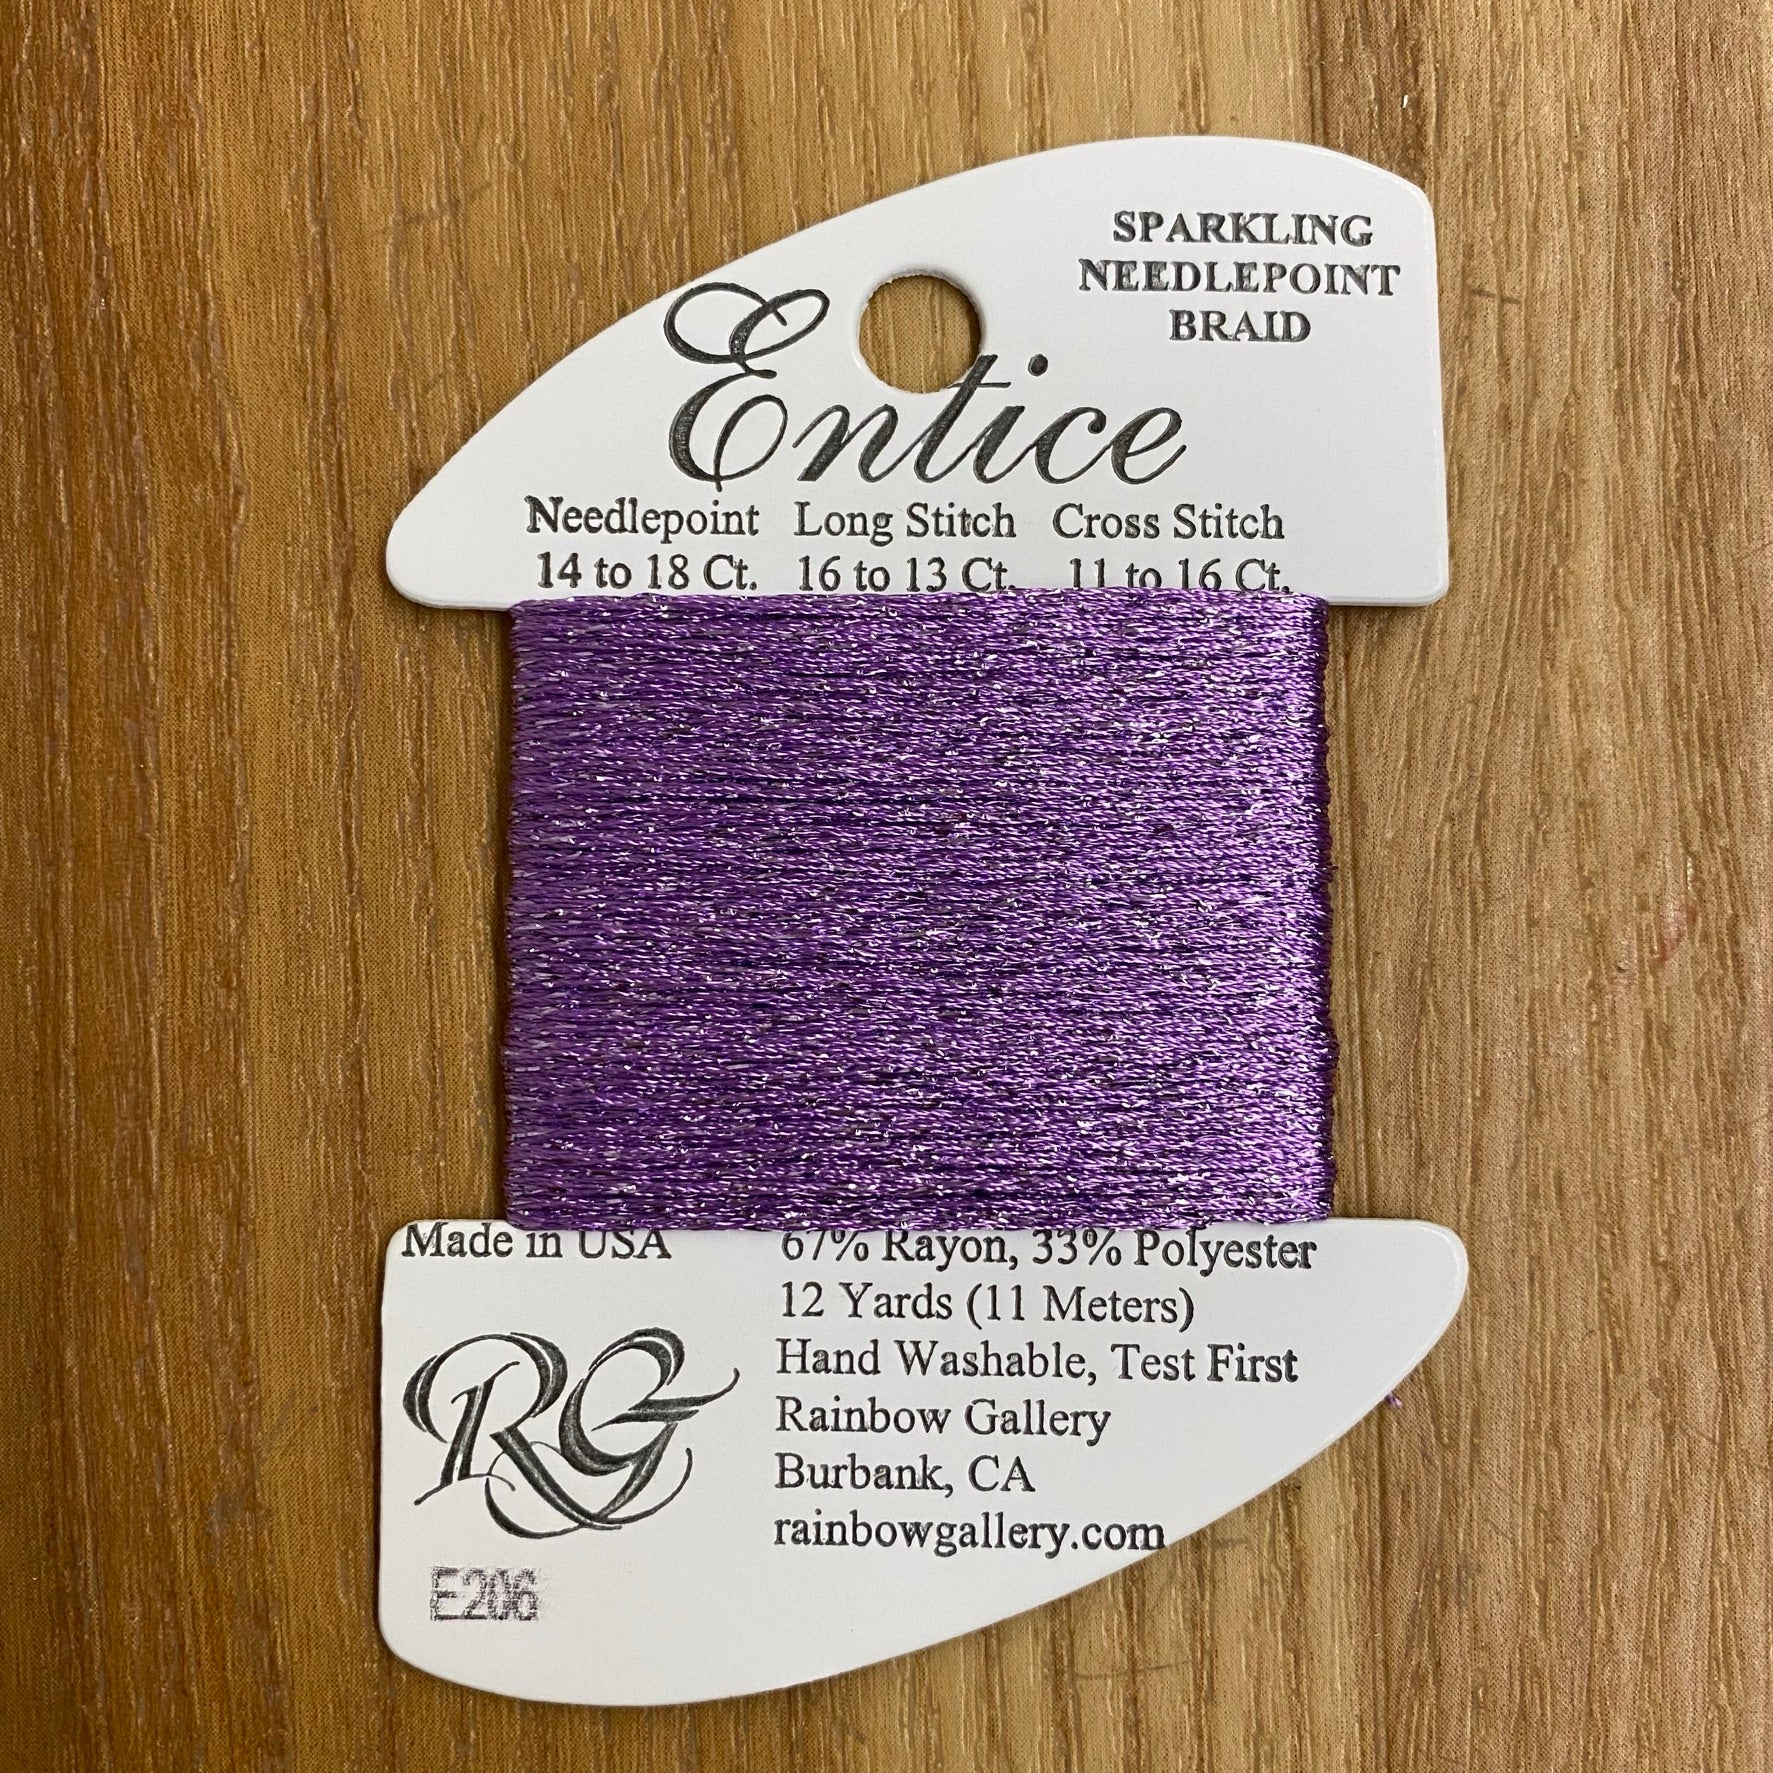 SPARKLING
NEEDLEPOINT
BRAID
Entice
Needlepoint Long Stitch Cross Stitch
14 to 18 Ct. 16 to 13 Ct. 11 to 16 Ct.
Made in USA
67% Rayon, 33% Polyester
12 Yards (11 Meters)
Hand Washable, Test First
Rainbow Gallery
Burbank, CA
rainbowgallery.com
RG
E206